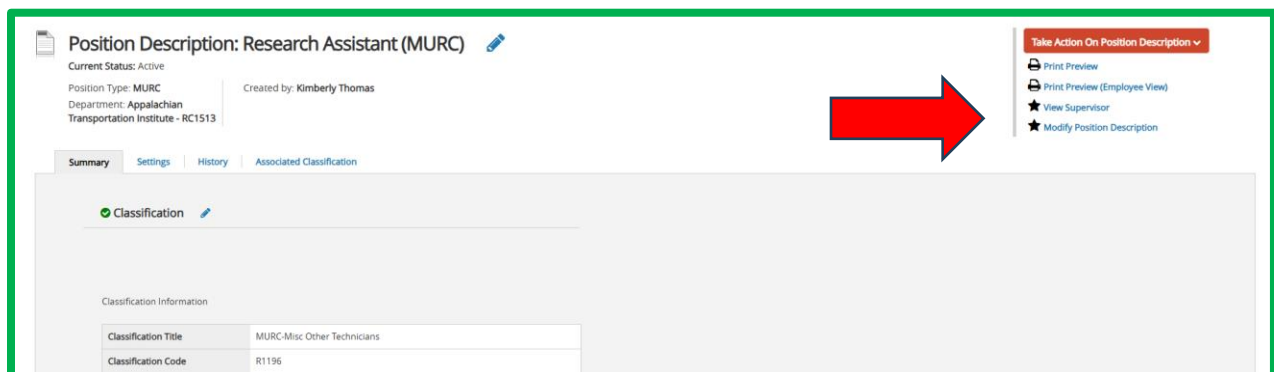 Position Description: Research Assistant (MURC)
Current Status: Active
Position Type: MURC
Department: Appalachian
Transportation Institute - RC1513
Created by: Kimberly Thomas
Take Action On Position Description
Print Preview
Print Preview (Employee View)
View Supervisor
Modify Position Description
Summary Settings History Associated Classification
Classification
Classification Information
Classification Title MURC-Misc Other Technicians
Classification Code R1196